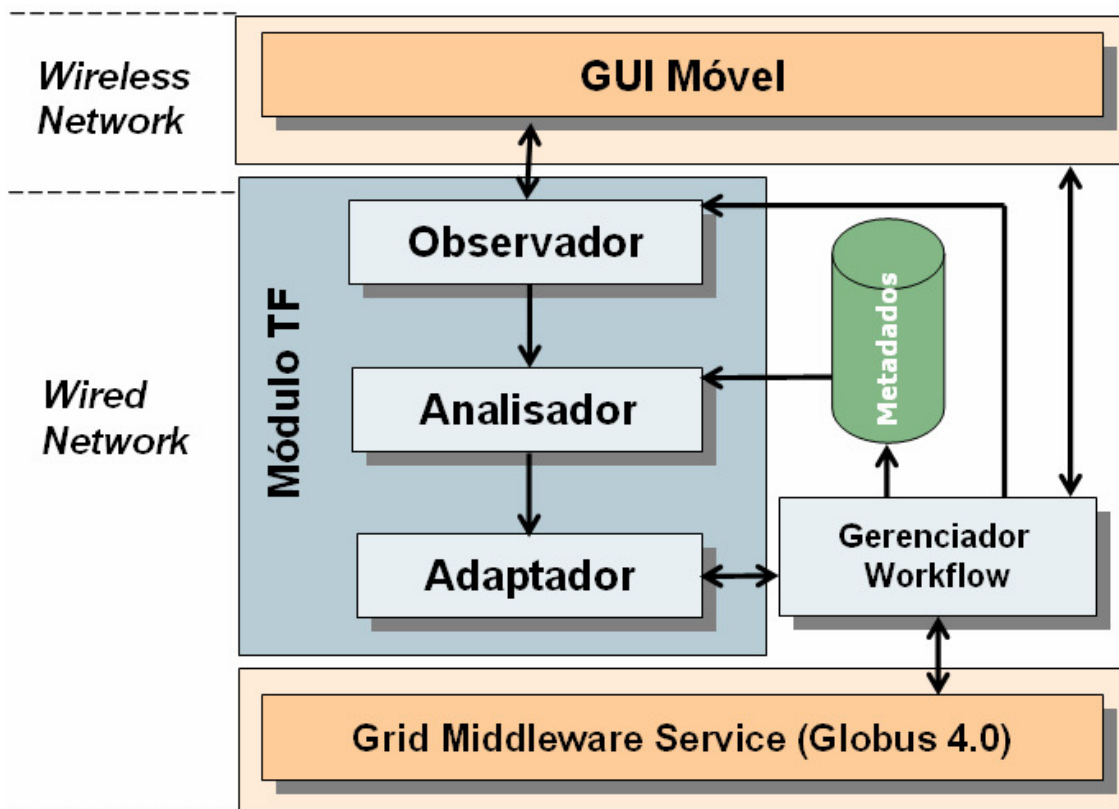 Wireless
Network
GUI Móvel
Observador
Metadados
Módulo TF
Wired
Network
Analisador
Adaptador
Gerenciador
Workflow
Grid Middleware Service (Globus 4.0)